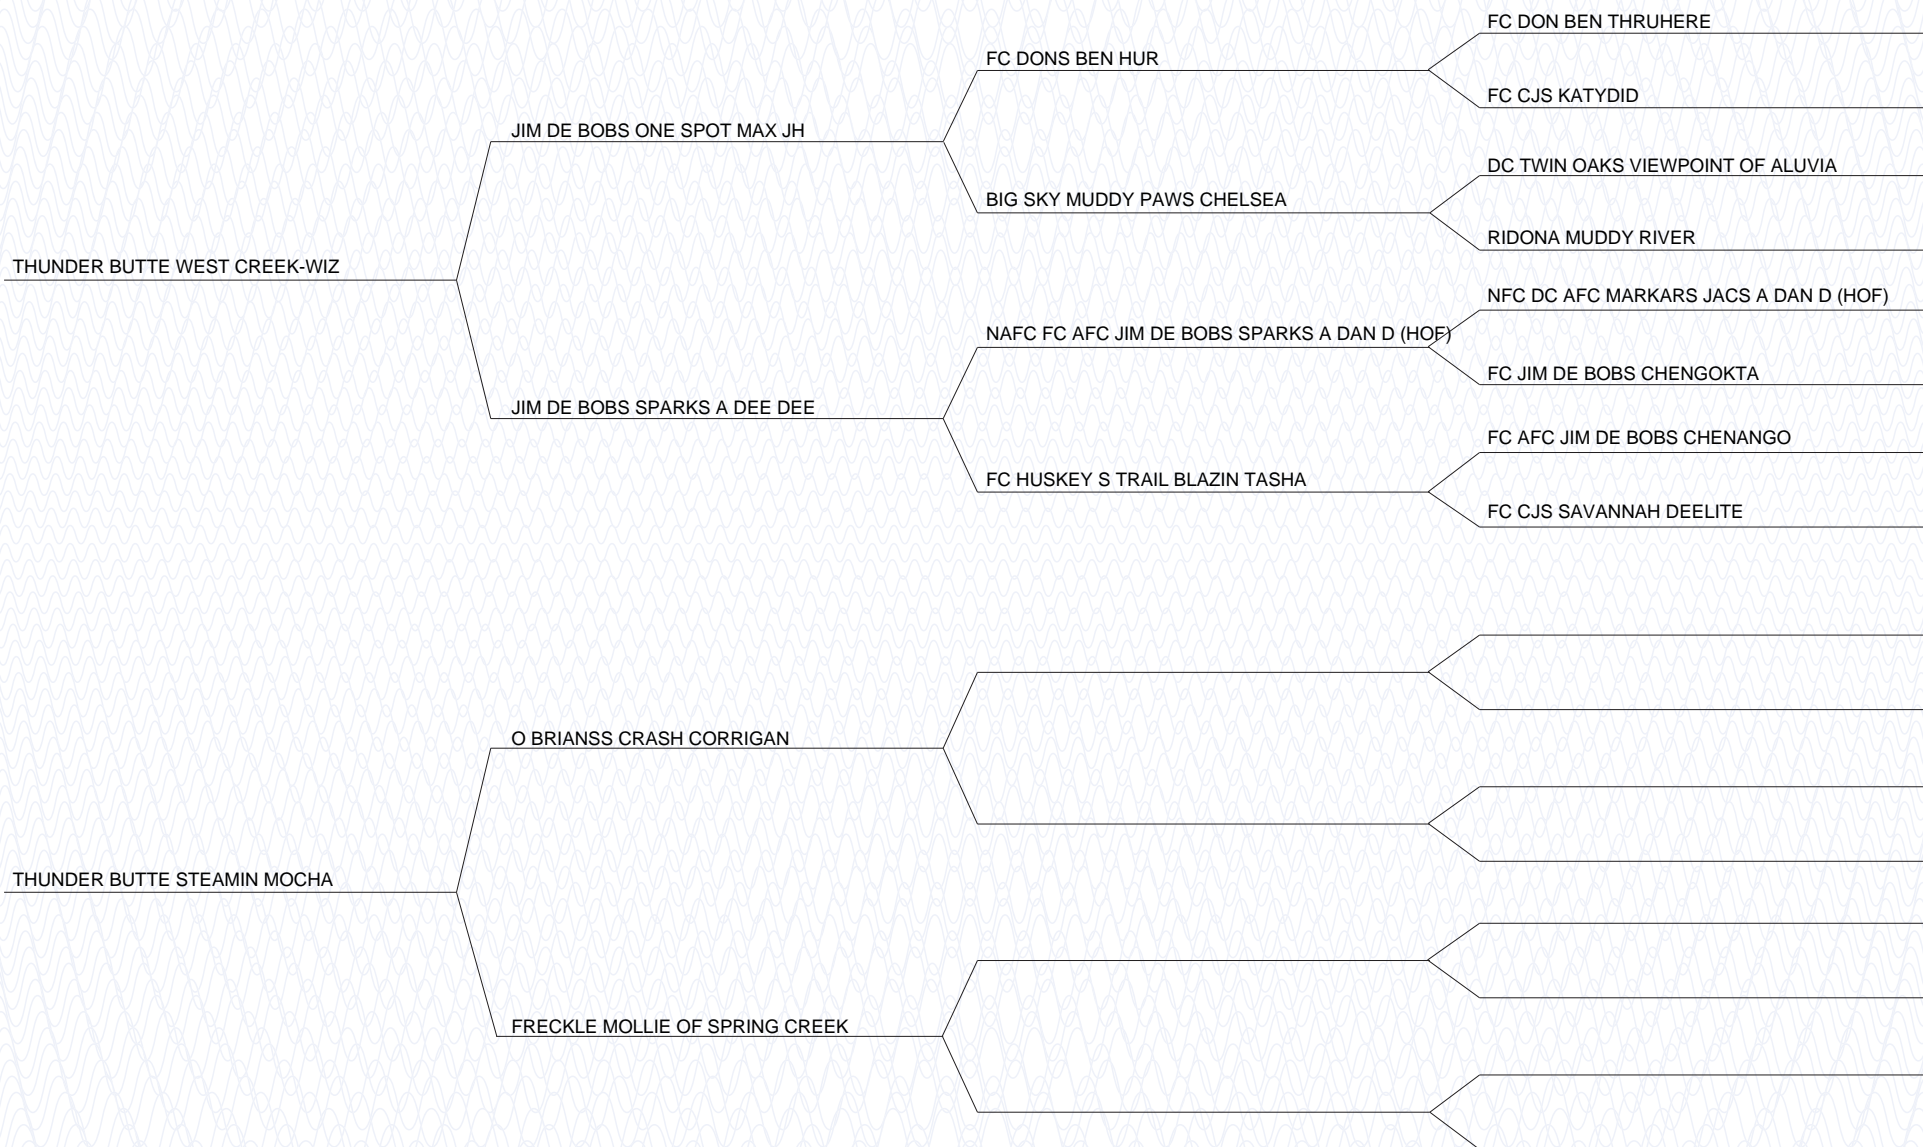 FC DON BEN THRUHERE
FC DONS BEN HUR
FC CJS KATYDID
JIM DE BOBS ONE SPOT MAX JH
DC TWIN OAKS VIEWPOINT OF ALUVIA
BIG SKY MUDDY PAWS CHELSEA
RIDONA MUDDY RIVER
THUNDER BUTTE WEST CREEK-WIZ
NFC DC AFC MARKARS JACS A DAN D (HOF)
NAFC FC AFC JIM DE BOBS SPARKS A DAN D (HOF)
FC JIM DE BOBS CHENGOKTA
JIM DE BOBS SPARKS A DEE DEE
FC AFC JIM DE BOBS CHENANGO
FC HUSKEY S TRAIL BLAZIN TASHA
FC CJS SAVANNAH DEELITE
O BRIANSS CRASH CORRIGAN
THUNDER BUTTE STEAMIN MOCHA
FRECKLE MOLLIE OF SPRING CREEK